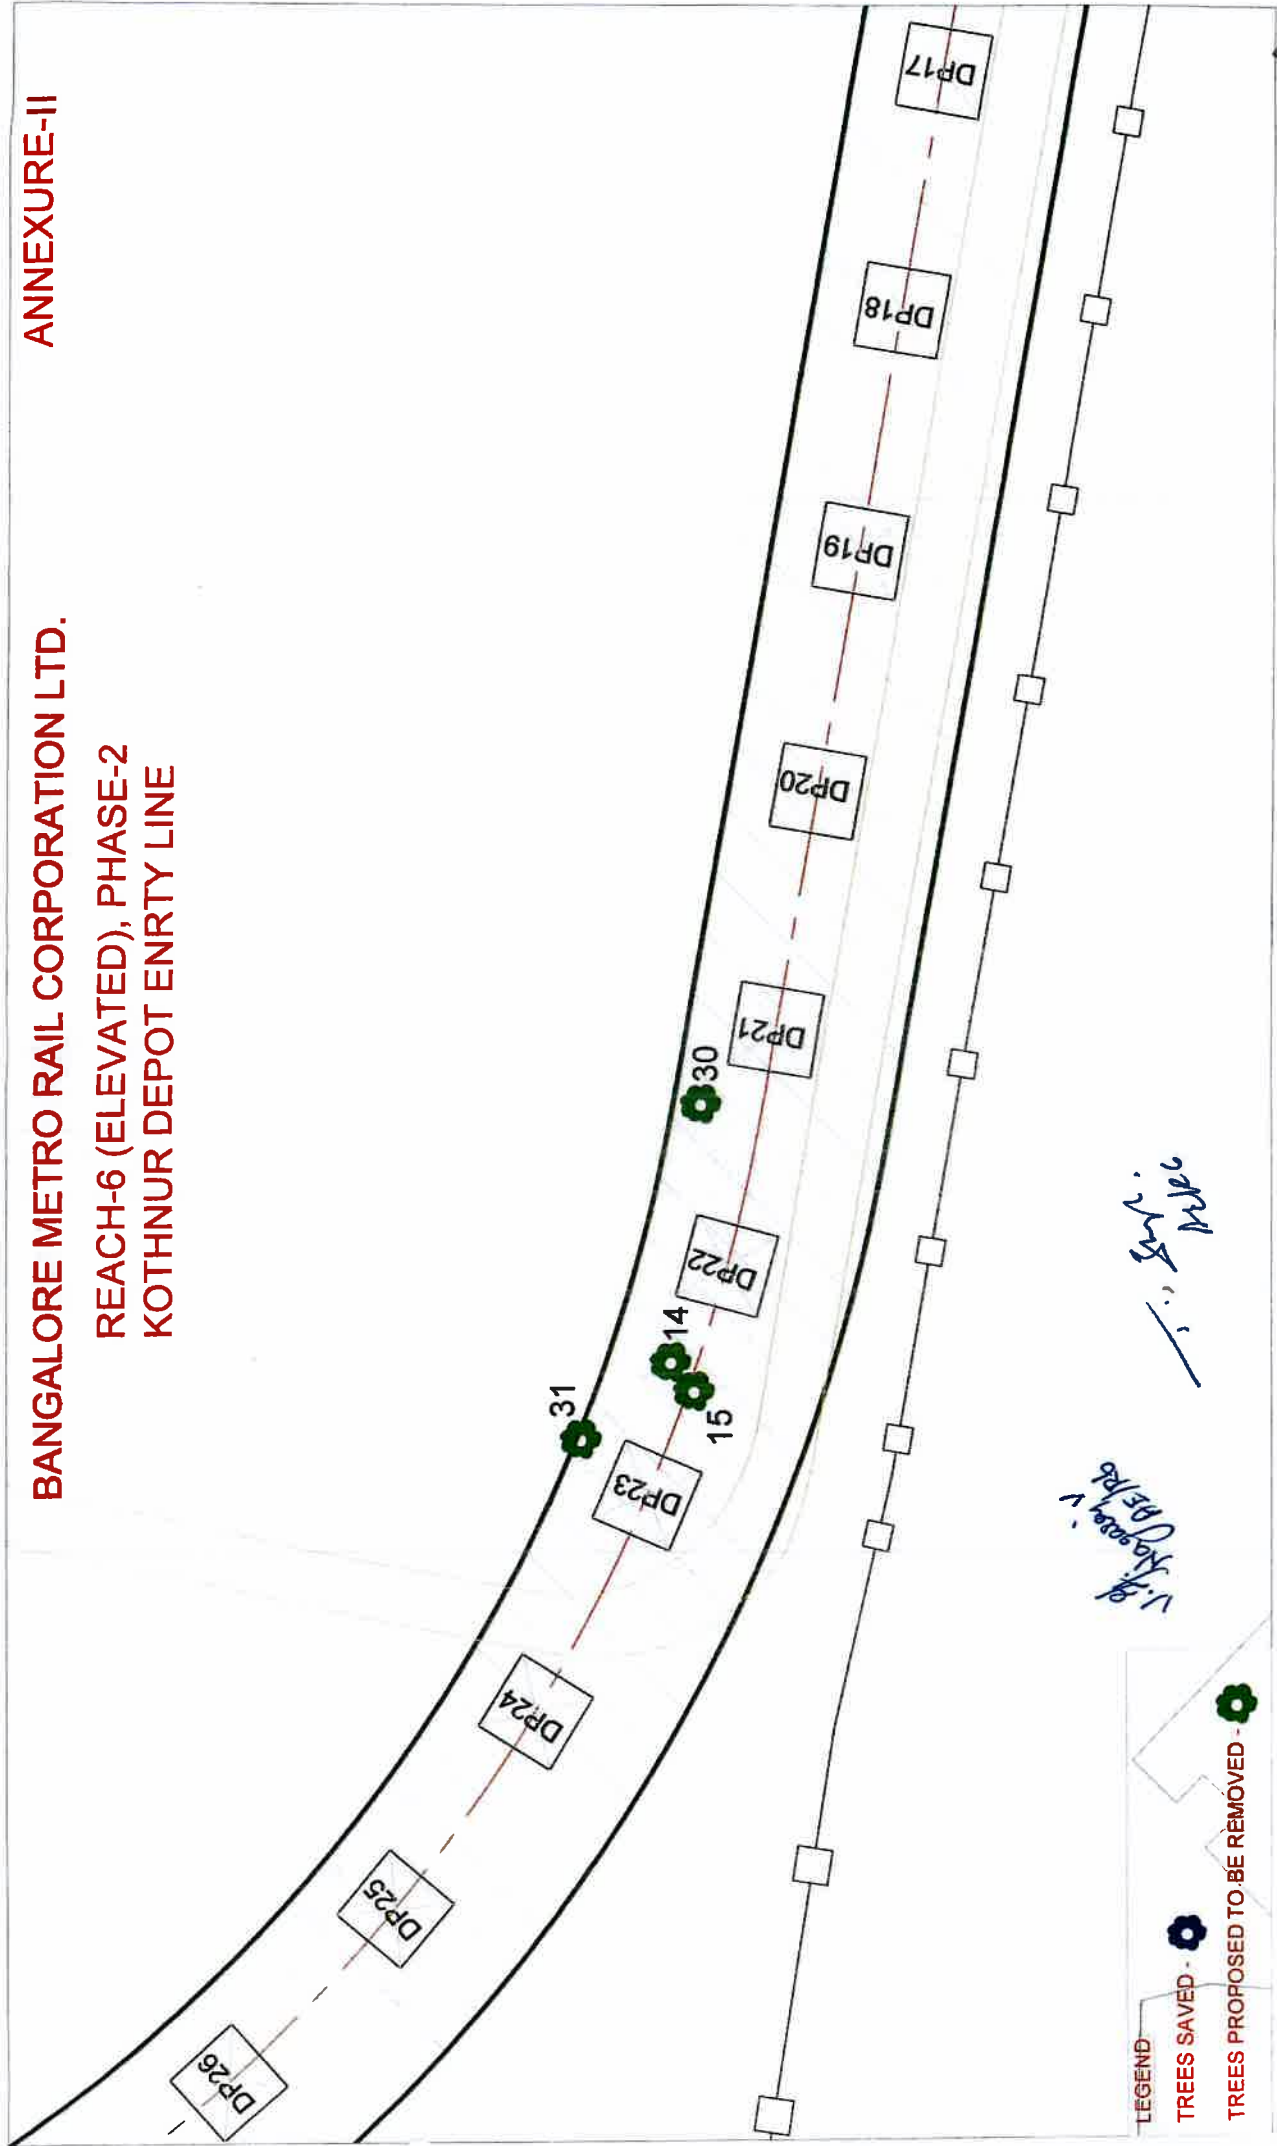 BANGALORE METRO RAIL CORPORATION LTD.
ANNEXURE-II
REACH-6 (ELEVATED), PHASE-2
KOTHNUR DEPOT ENRTY LINE
DP26
DP25
DP24
DP23
DP22
DP21
DP20
DP19
DP18
DP17
31
14
15
30
LEGEND:
TREES SAVED -
TREES PROPOSED TO BE REMOVED -